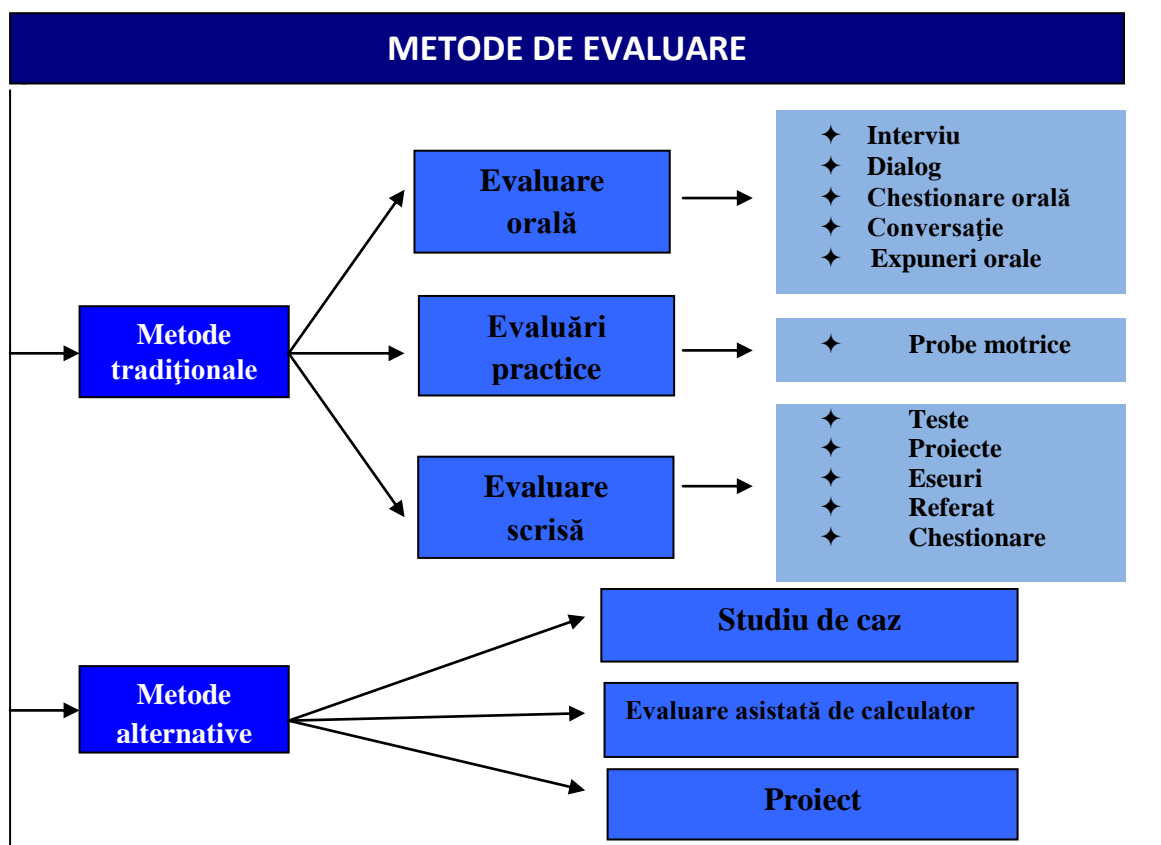 METODE DE EVALUARE
Evaluare
orală
✦ Interviu
✦ Dialog
✦ Chestionare orală
✦ Conversaţie
✦ Expuneri orale
Metode
tradiţionale
Evaluări
practice
✦ Probe motrice
Evaluare
scrisă
✦ Teste
✦ Proiecte
✦ Eseuri
✦ Referat
✦ Chestionare
Metode
alternative
Studiu de caz
Evaluare asistată de calculator
Proiect